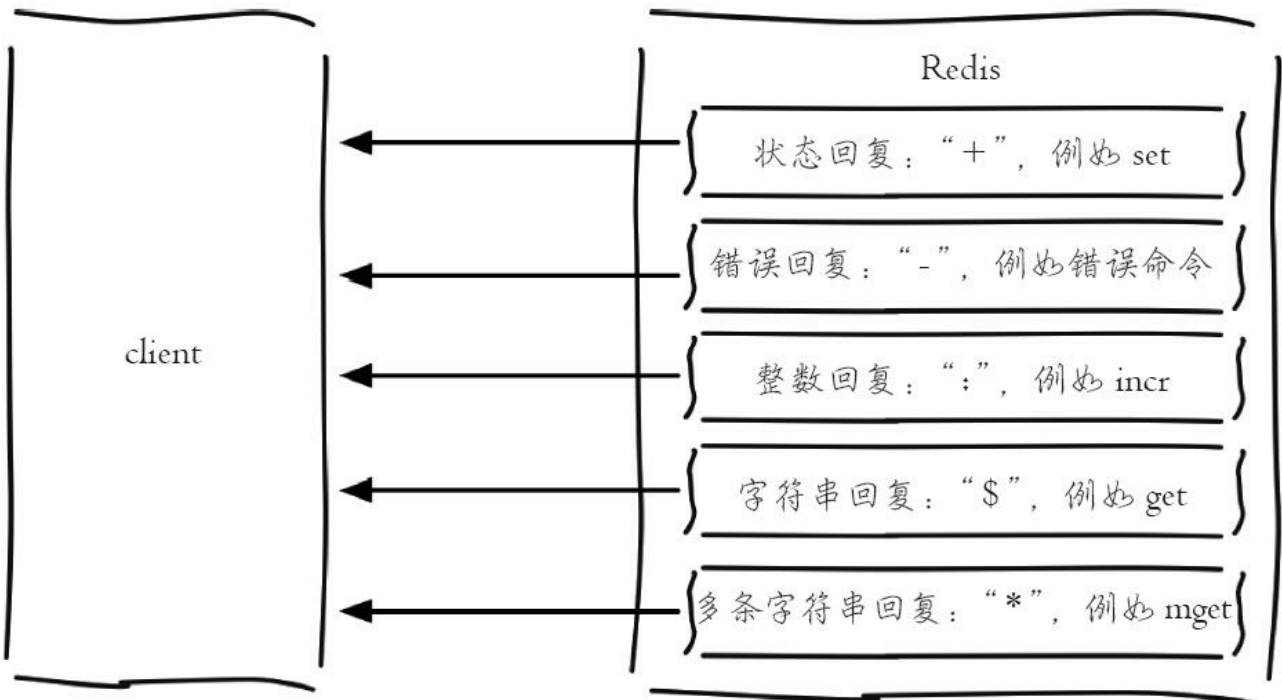 Redis
状态回复：“+”，例如 set
错误回复：“-”，例如错误命令
client
整数回复：“:”，例如 incr
字符串回复：“$”，例如 get
多条字符串回复：“*”，例如 mget